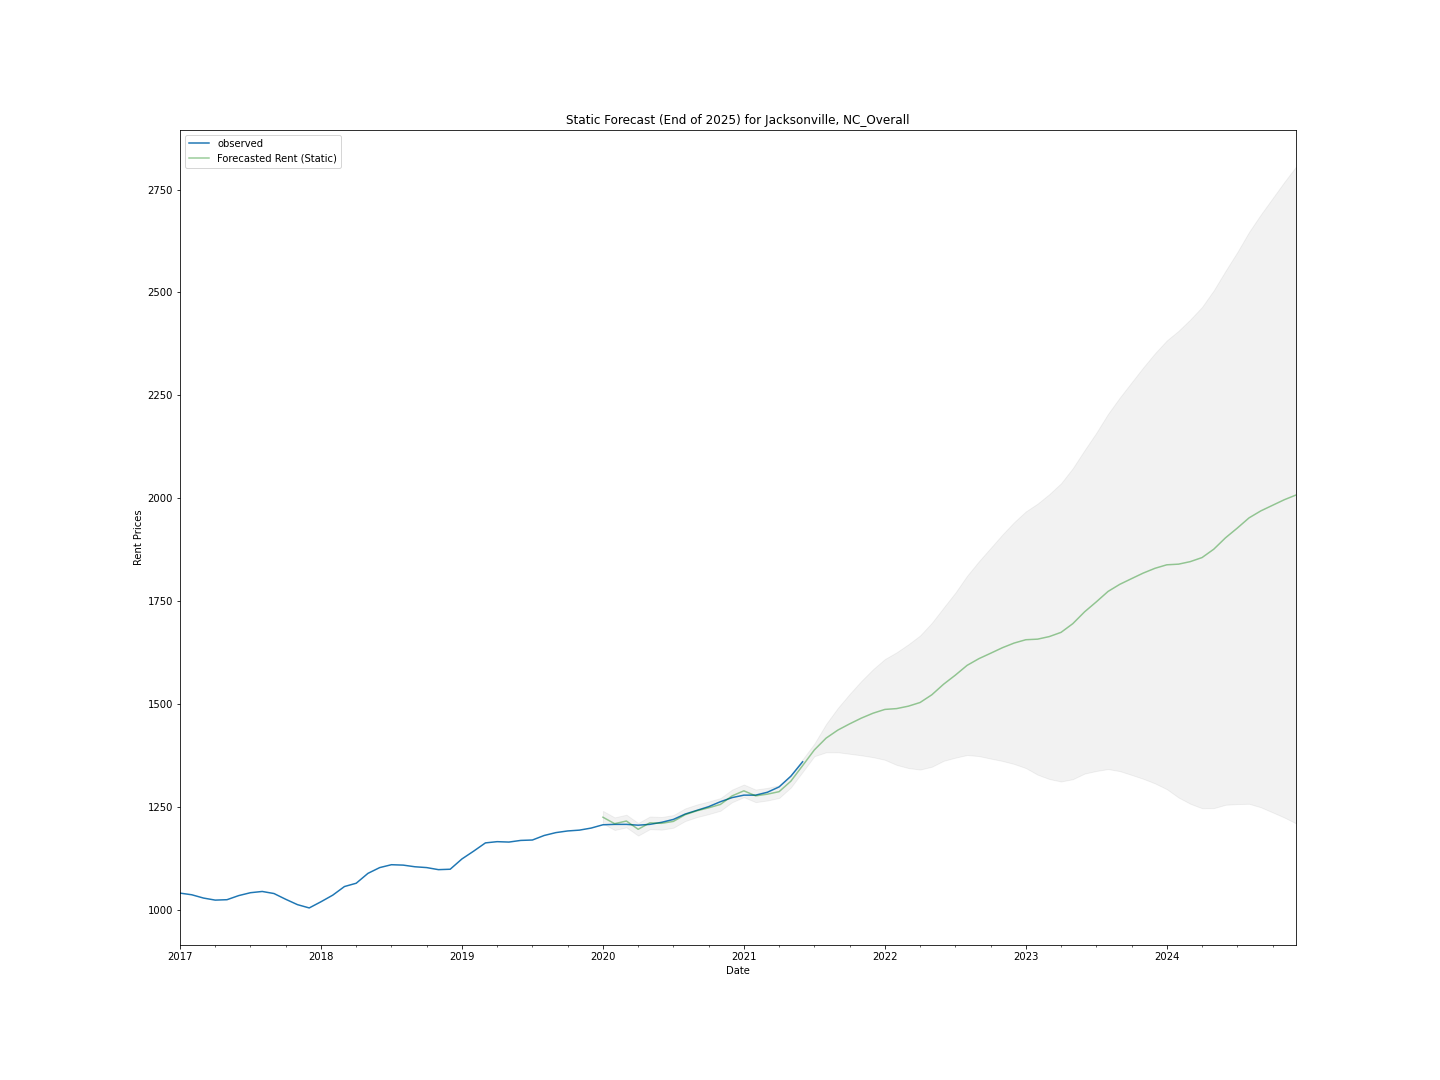 Static Forecast (End of 2025) for Jacksonville, NC_Overall
observed
Forecasted Rent (Static)
2750
2500
2250
2000
1750
1500
1250
1000
Rent Prices
2017 2018 2019 2020 2021 2022 2023 2024
Date